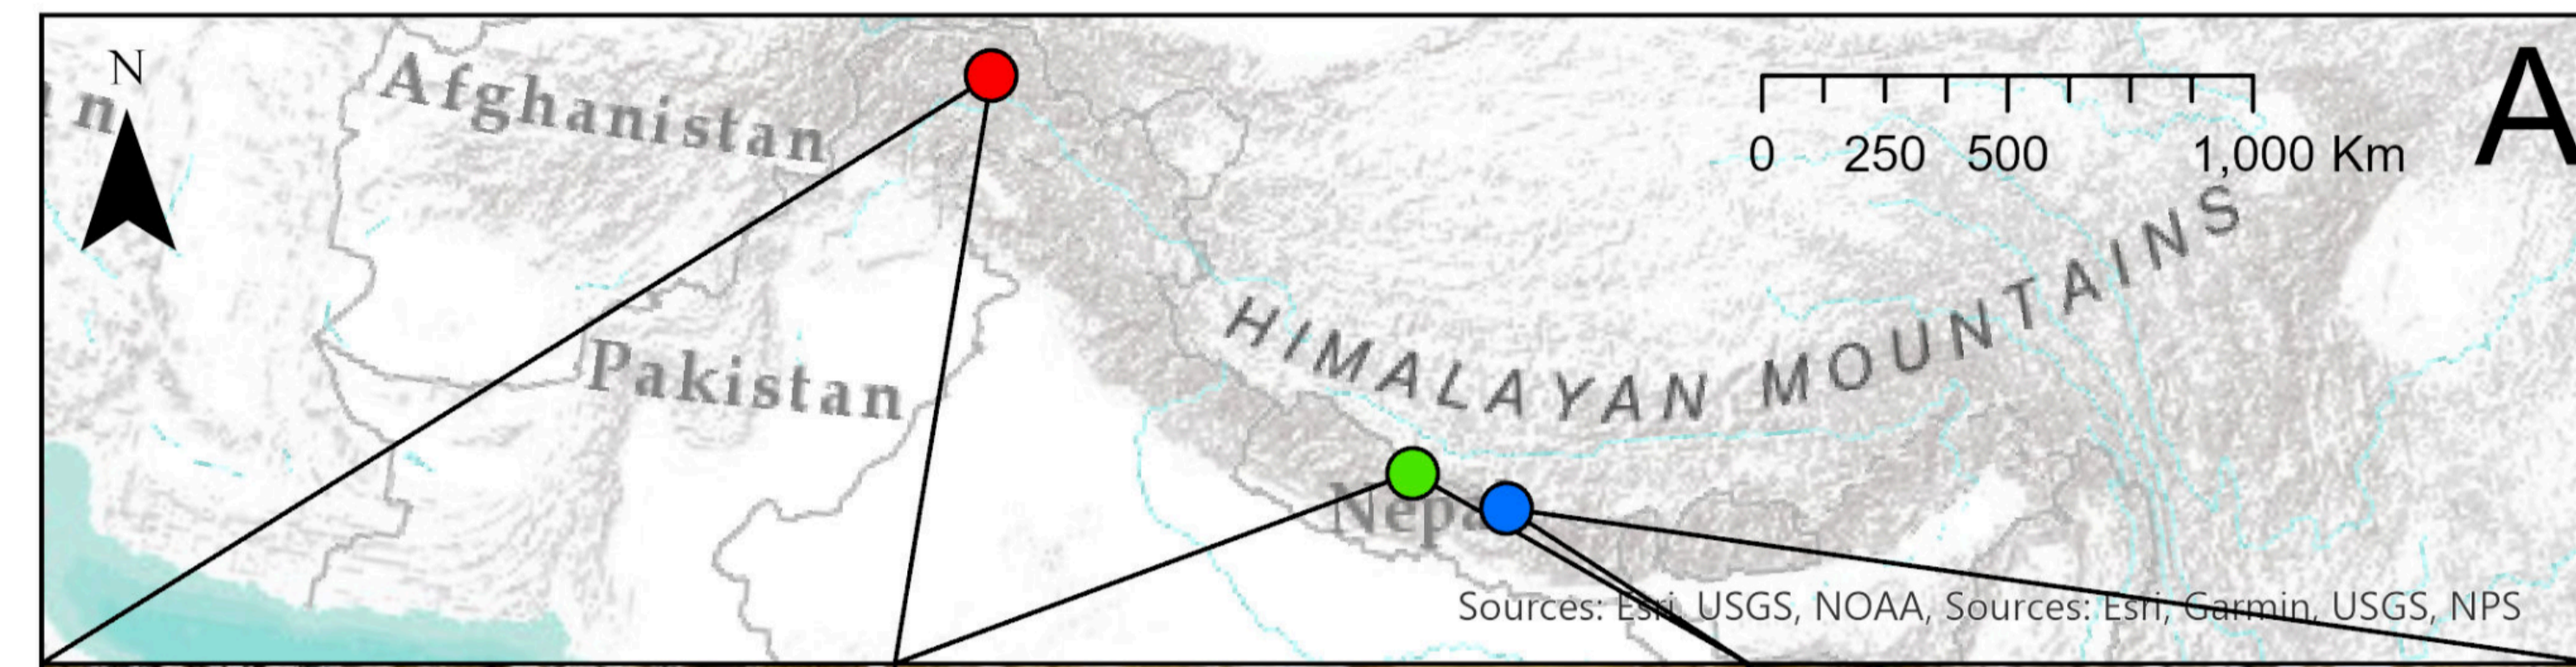 N
A
n
Afghanistan
0 250 500 1,000 Km
HIMALAYAN MOUNTAINS
Pakistan
Nepa
Sources: Esri, USGS, NOAA, Sources: Esri, Garmin, USGS, NPS